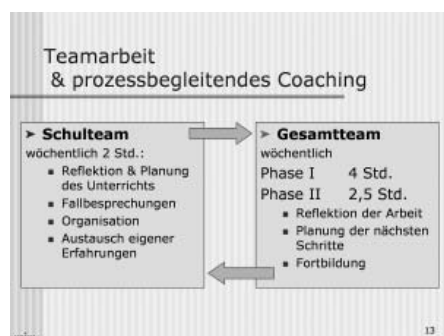 Teamarbeit
& prozessbegleitendes Coaching
➤ Schulteam
wöchentlich 2 Std.:
▪ Reflektion & Planung
des Unterrichts
▪ Fallbesprechungen
▪ Organisation
▪ Austausch eigener
Erfahrungen
➤ Gesamtteam
wöchentlich
Phase I 4 Std.
Phase II 2,5 Std.
▪ Reflektion der Arbeit
▪ Planung der nächsten
Schritte
▪ Fortbildung
13